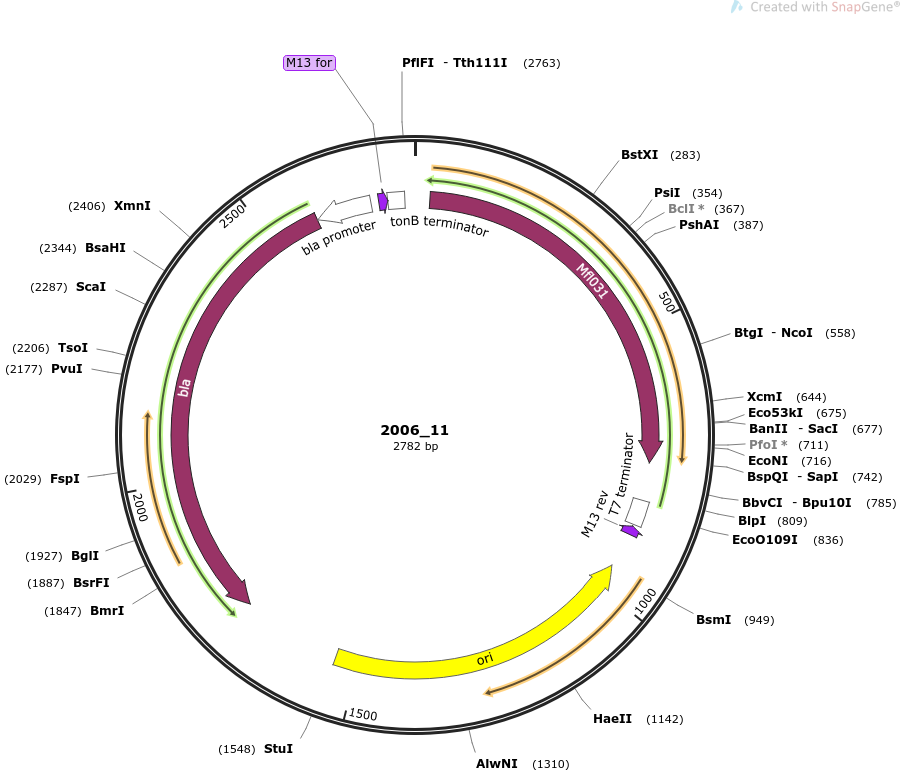 Created with SnapGene®
M13 for
PflFI - Tth111I (2763)
BstXI (283)
PsiI (354)
BclI * (367)
PshAI (387)
(2406) XmnI
2500
(2344) BsaHI
bla promoter
tonB terminator
Mfl031
(2287) ScaI
500
BtgI - NcoI (558)
(2206) TsoI
(2177) PvuI
bla
XcmI (644)
Eco53kI (675)
BanII - SacI (677)
PfoI * (711)
EcoNI (716)
BspQI - SapI (742)
2006_11
2782 bp
T7 terminator
M13 rev
(2029) FspI
2000
BbvCI - Bpu10I (785)
BlpI (809)
EcoO109I (836)
(1927) BglI
(1887) BsrFI
(1847) BmrI
1000
BsmI (949)
ori
1500
HaeII (1142)
(1548) StuI
AlwNI (1310)